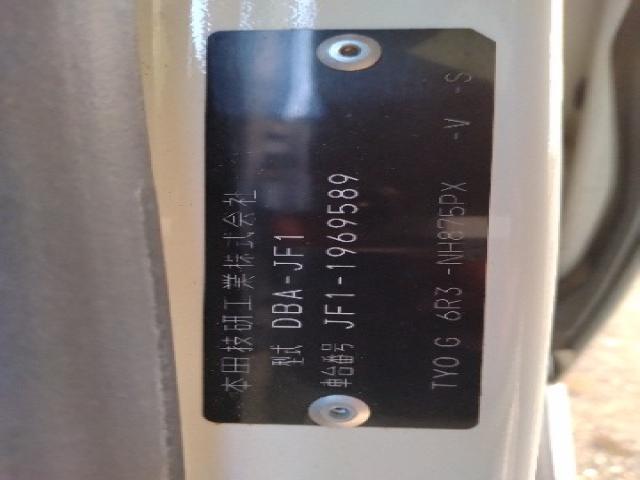 本田技研工業株式会社
型式 DBA-JF1
車台番号 JF1-1969589
TYO G 6R3 -NH875PX -V -S